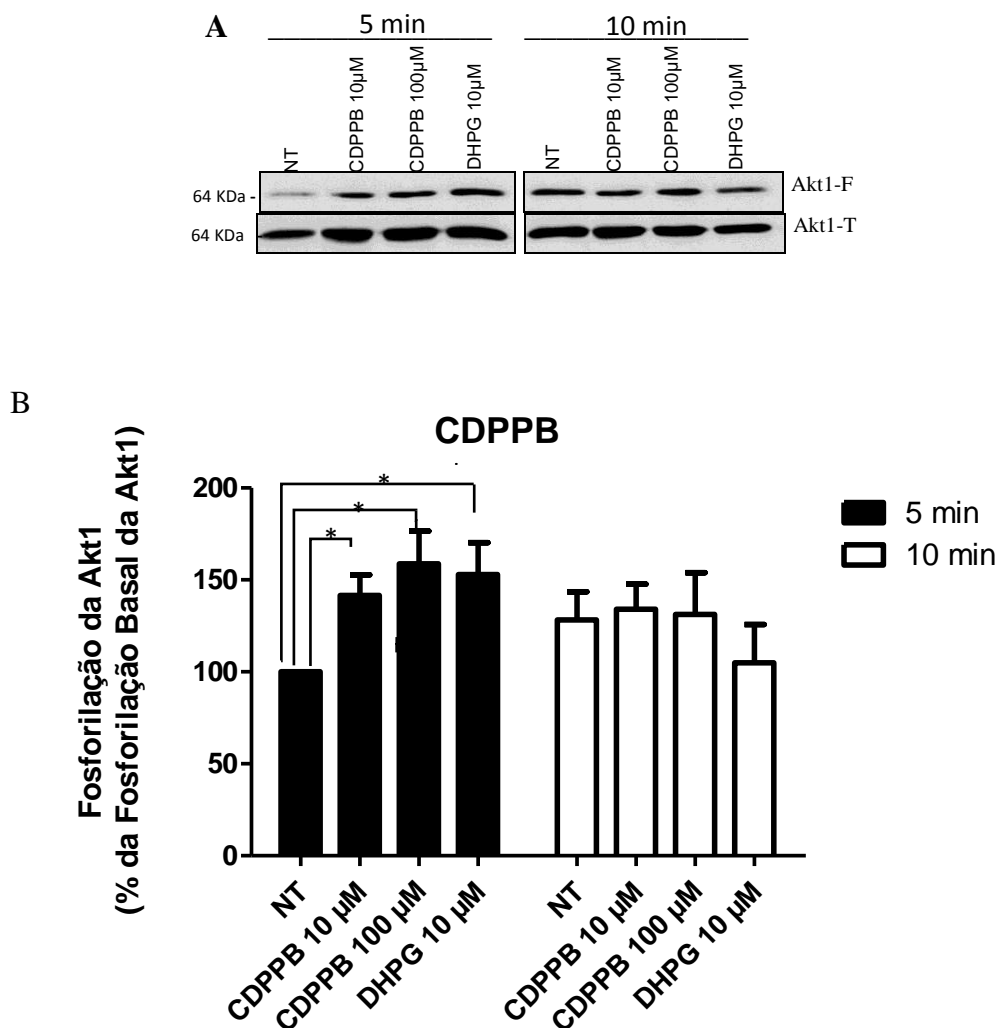 A
5 min
10 min
NT
CDPPB 10µM
CDPPB 100µM
DHPG 10µM
NT
CDPPB 10µM
CDPPB 100µM
DHPG 10µM
64 KDa -
Akt1-F
64 KDa
Akt1-T
B
CDPPB
Fosforilação da Akt1
(% da Fosforilação Basal da Akt1)
200
150
100
50
0
*
*
*
5 min
10 min
NT
CDPPB 10 µM
CDPPB 100 µM
DHPG 10 µM
NT
CDPPB 10 µM
CDPPB 100 µM
DHPG 10 µM